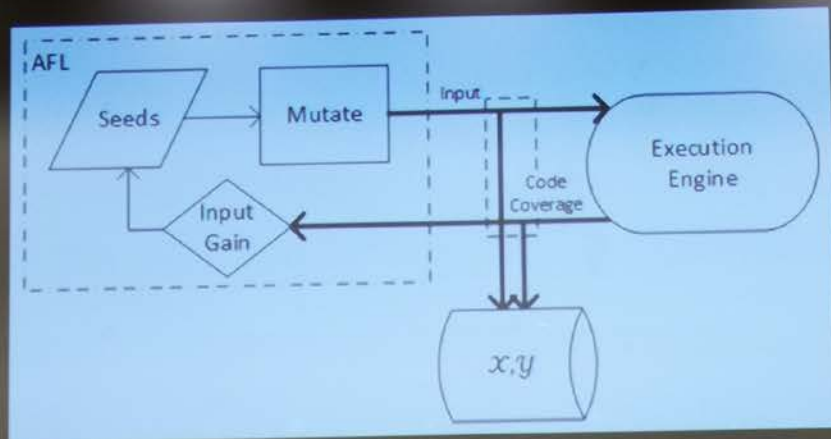 AFL
Seeds
Mutate
Input
Execution
Engine
Code
Coverage
Input
Gain
X,Y